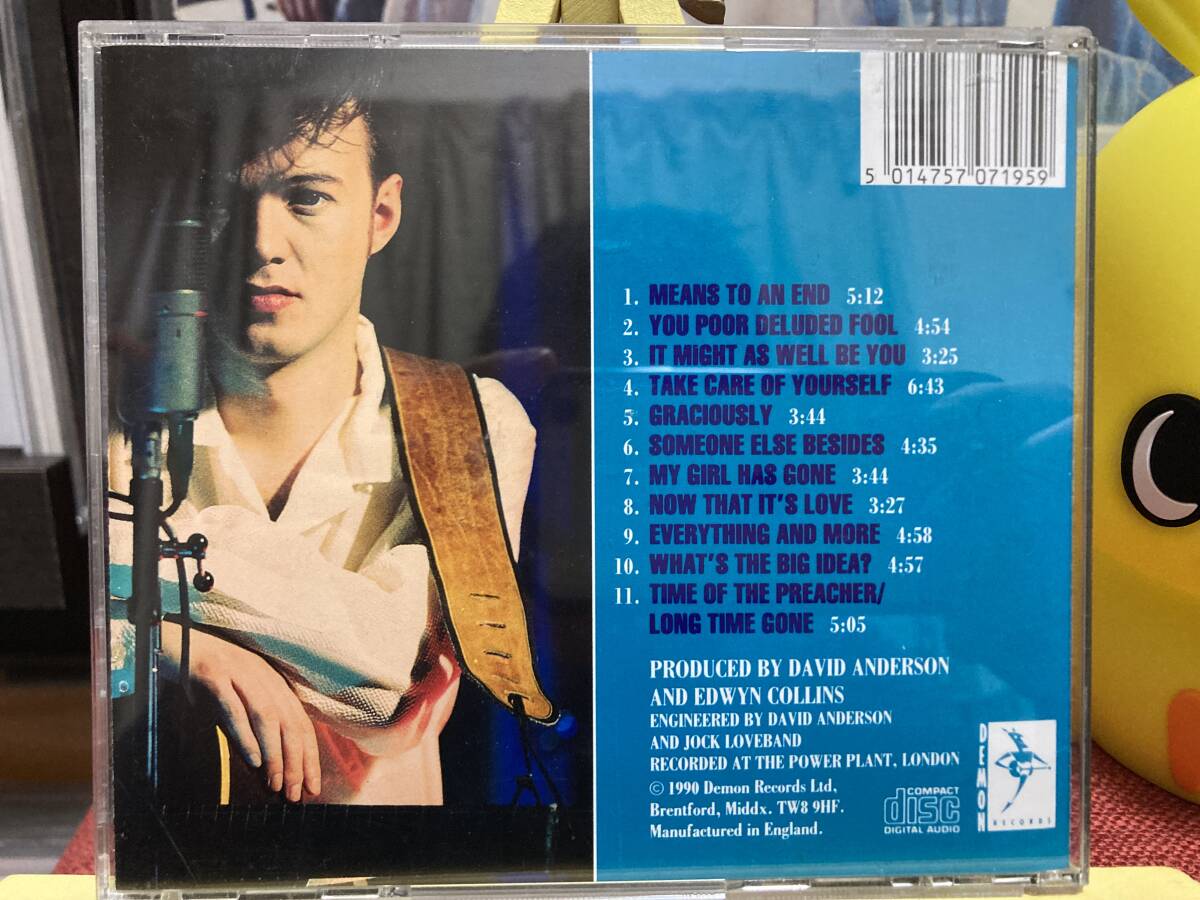 5 014757 071959
1. MEANS TO AN END 5:12
2. YOU POOR DELUDED FOOL 4:54
3. IT MIGHT AS WELL BE YOU 3:25
4. TAKE CARE OF YOURSELF 6:43
5. GRACIOUSLY 3:44
6. SOMEONE ELSE BESIDES 4:35
7. MY GIRL HAS GONE 3:44
8. NOW THAT IT'S LOVE 3:27
9. EVERYTHING AND MORE 4:58
10. WHAT'S THE BIG IDEA? 4:57
11. TIME OF THE PREACHER/
LONG TIME GONE 5:05
PRODUCED BY DAVID ANDERSON
AND EDWYN COLLINS
ENGINEERED BY DAVID ANDERSON
AND JOCK LOVEBAND
RECORDED AT THE POWER PLANT, LONDON
© 1990 Demon Records Ltd,
Brentford, Middx. TW8 9HF.
Manufactured in England.
COMPACT
disc
DIGITAL AUDIO
DEMON
RECORDS